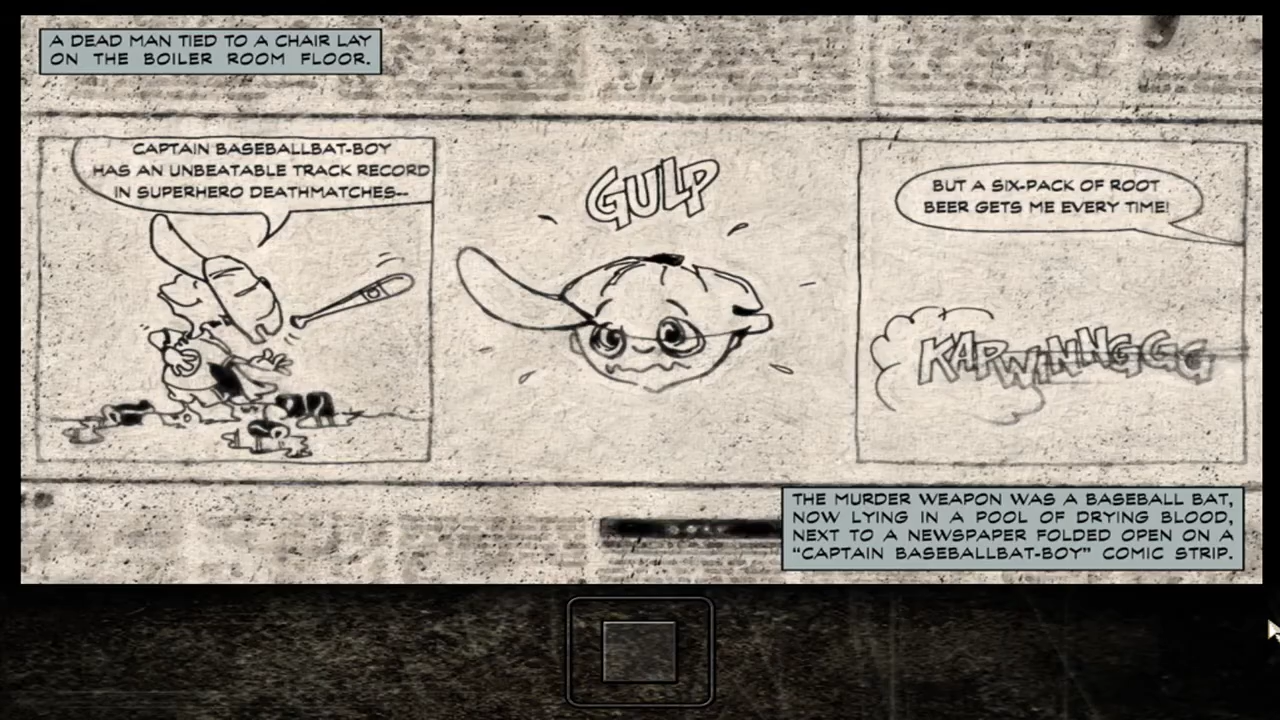 A DEAD MAN TIED TO A CHAIR LAY
ON THE BOILER ROOM FLOOR.
CAPTAIN BASEBALLBAT-BOY
HAS AN UNBEATABLE TRACK RECORD
IN SUPERHERO DEATHMATCHES--
GULP
BUT A SIX-PACK OF ROOT
BEER GETS ME EVERY TIME!
KAPWINNGGG
THE MURDER WEAPON WAS A BASEBALL BAT,
NOW LYING IN A POOL OF DRYING BLOOD,
NEXT TO A NEWSPAPER FOLDED OPEN ON A
“CAPTAIN BASEBALLBAT-BOY” COMIC STRIP.